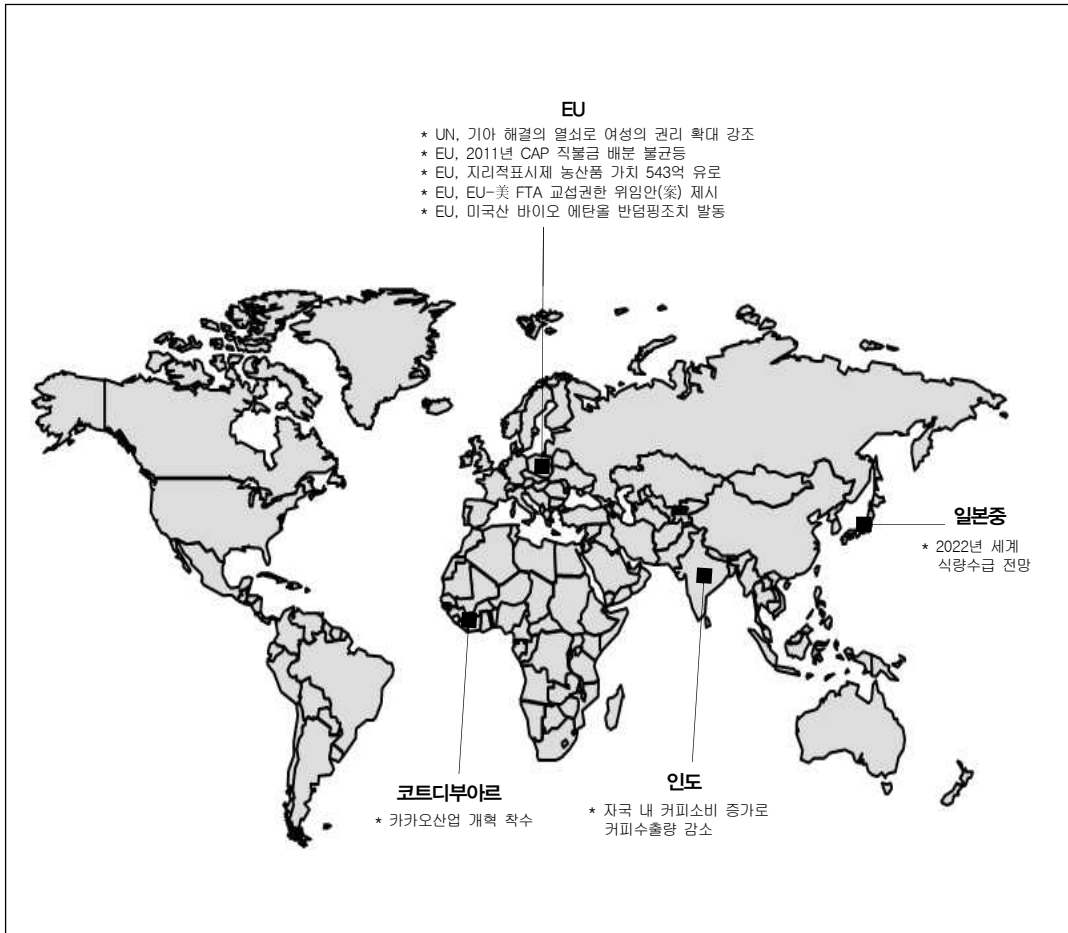 EU
* UN, 기아 해결의 열쇠로 여성의 권리 확대 강조
* EU, 2011년 CAP 직불금 배분 불균등
* EU, 지리적표시제 농산품 가치 543억 유로
* EU, EU-美 FTA 교섭권한 위임안(案) 제시
* EU, 미국산 바이오 에탄올 반덤핑조치 발동
일본중
* 2022년 세계
식량수급 전망
코트디부아르
* 카카오산업 개혁 착수
인도
* 자국 내 커피소비 증가로
커피수출량 감소